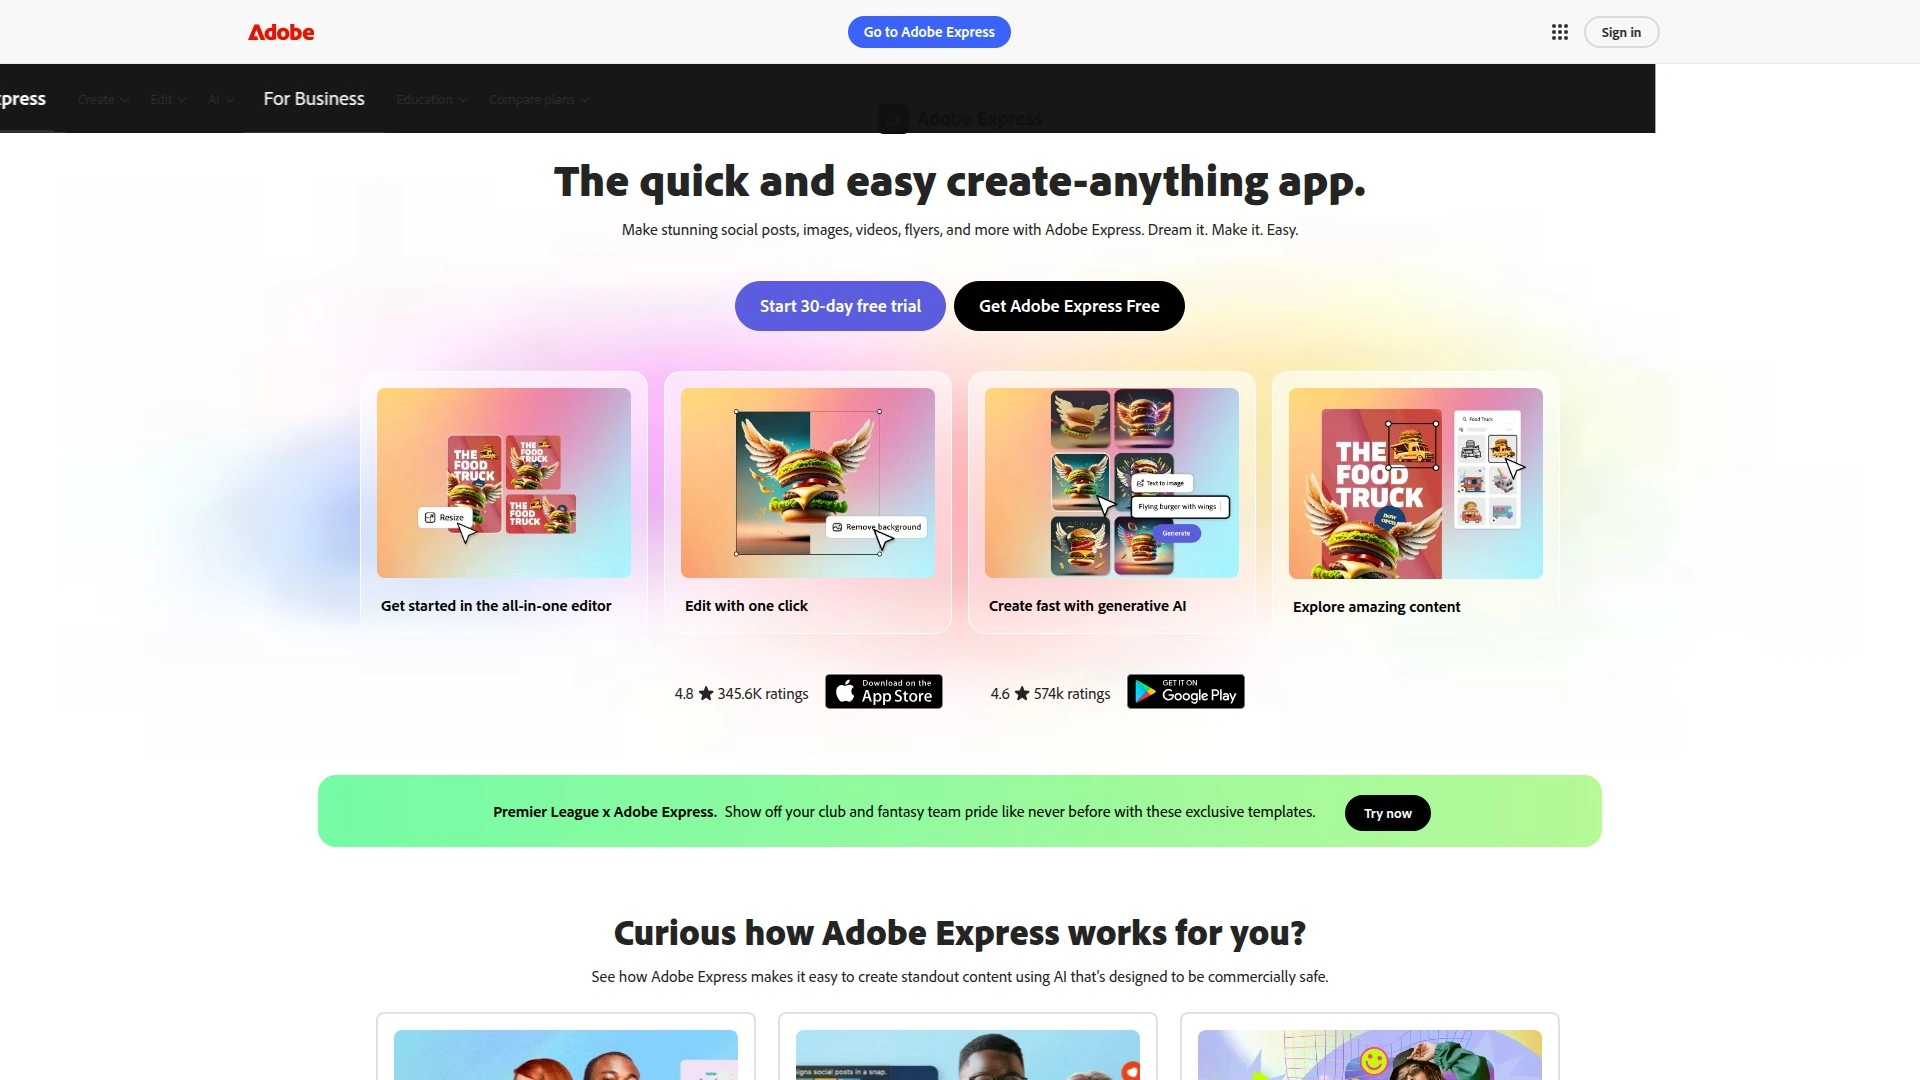 Adobe
Go to Adobe Express
Sign in
press
Create
Edit
AI
For Business
Education
Compare plans
Adobe Express
The quick and easy create-anything app.
Make stunning social posts, images, videos, flyers, and more with Adobe Express. Dream it. Make it. Easy.
Start 30-day free trial
Get Adobe Express Free
THE
FOOD
TRUCK
THE
FOOD
TRUCK
THE
FOOD
TRUCK
Resize
Get started in the all-in-one editor
Remove background
Edit with one click
Text to image
Flying burger with wings
Generate
Create fast with generative AI
THE
FOOD
TRUCK
NOW
OPEN
Food Truck
Explore amazing content
4.8 ★ 345.6K ratings
Download on the
App Store
4.6 ★ 574k ratings
GET IT ON
Google Play
Premier League x Adobe Express. Show off your club and fantasy team pride like never before with these exclusive templates.
Try now
Curious how Adobe Express works for you?
See how Adobe Express makes it easy to create standout content using AI that's designed to be commercially safe.
signs social posts in a snap.